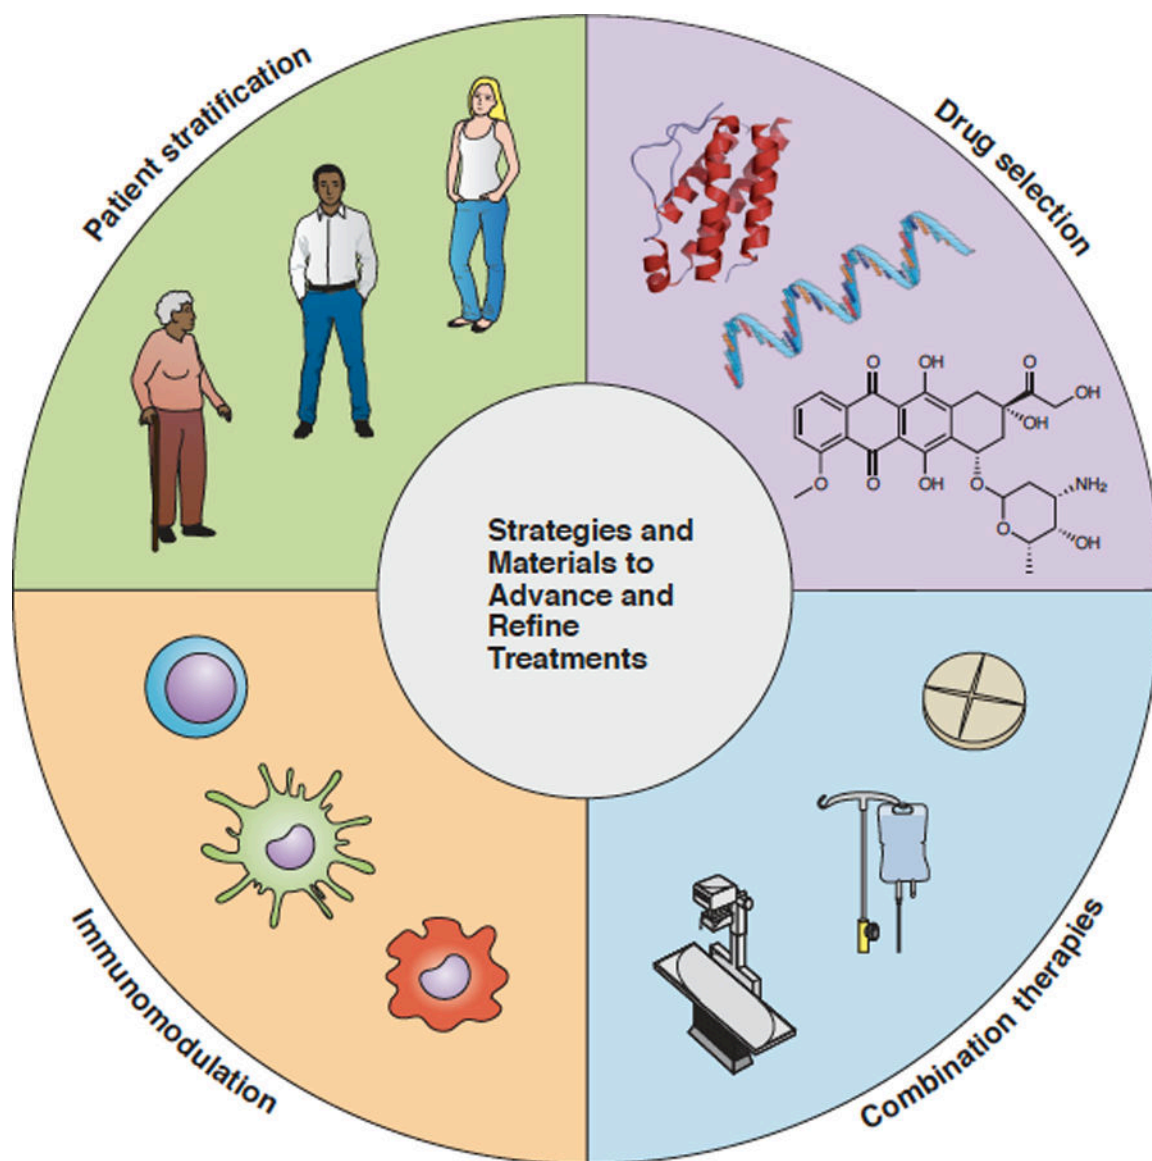 Patient stratification
Drug selection
O
OH
O
OH
OH
O
O
OH
O
NH₂
O
OH
Strategies and
Materials to
Advance and
Refine
Treatments
Immunomodulation
Combination therapies